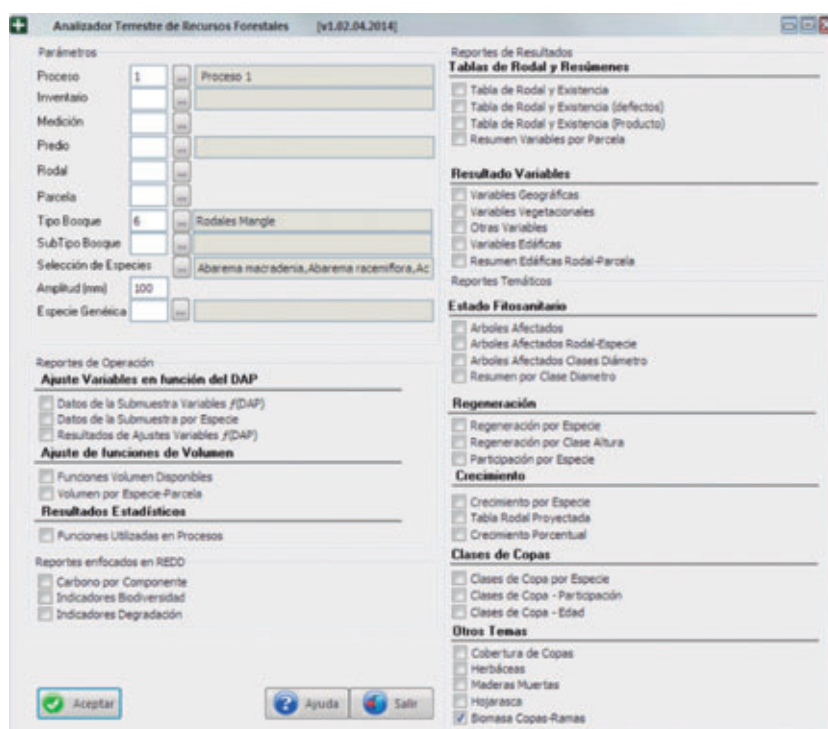 Analizador Terrestre de Recursos Forestales [v1.02.04.2014]
Parámetros
Proceso 1 ... Proceso 1
Inventario ...
Medición ...
Predio ...
Rodal ...
Parcela ...
Tipo Bosque 6 ... Rodales Mangle
SubTipo Bosque ...
Selección de Especies ... Abarema macradenia,Abarema racemiflora,Ac
Amplitud (mm) 100
Especie Genérica ...
Reportes de Operación
Ajuste Variables en función del DAP
Datos de la Submuestra Variables ƒ(DAP)
Datos de la Submuestra por Especie
Resultados de Ajustes Variables ƒ(DAP)
Ajuste de funciones de Volumen
Funciones Volumen Disponibles
Volumen por Especie-Parcela
Resultados Estadísticos
Funciones Utilizadas en Procesos
Reportes enfocados en REDD
Carbono por Componente
Indicadores Biodiversidad
Indicadores Degradación
Aceptar
Ayuda
Salir
Reportes de Resultados
Tablas de Rodal y Resúmenes
Tabla de Rodal y Existencia
Tabla de Rodal y Existencia (defectos)
Tabla de Rodal y Existencia (Producto)
Resumen Variables por Parcela
Resultado Variables
Variables Geográficas
Variables Vegetacionales
Otras Variables
Variables Edáficas
Resumen Edáficas Rodal-Parcela
Reportes Temáticos
Estado Fitosanitario
Arboles Afectados
Arboles Afectados Rodal-Especie
Arboles Afectados Clases Diámetro
Resumen por Clase Diametro
Regeneración
Regeneración por Especie
Regeneración por Clase Altura
Participación por Especie
Crecimiento
Crecimiento por Especie
Tabla Rodal Proyectada
Crecimiento Porcentual
Clases de Copas
Clases de Copa por Especie
Clases de Copa - Participación
Clases de Copa - Edad
Otros Temas
Cobertura de Copas
Herbáceas
Maderas Muertas
Hojarasca
Biomasa Copas-Ramas